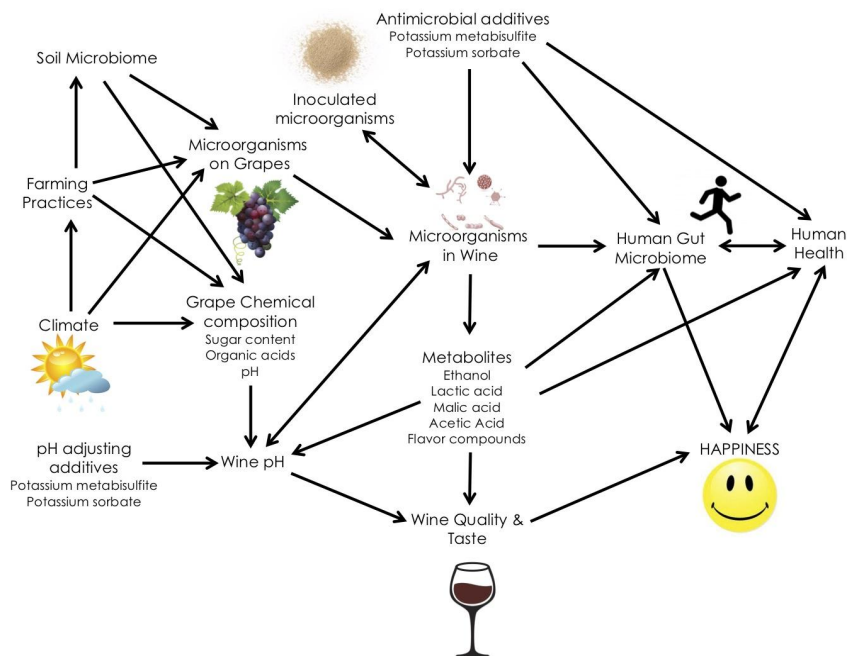 Antimicrobial additives
Potassium metabisulfite
Potassium sorbate
Soil Microbiome
Inoculated
microorganisms
Microorganisms
on Grapes
Farming
Practices
Microorganisms
in Wine
Human Gut
Microbiome
Human
Health
Climate
Grape Chemical
composition
Sugar content
Organic acids
pH
Metabolites
Ethanol
Lactic acid
Malic acid
Acetic Acid
Flavor compounds
pH adjusting
additives
Potassium metabisulfite
Potassium sorbate
Wine pH
HAPPINESS
Wine Quality &
Taste